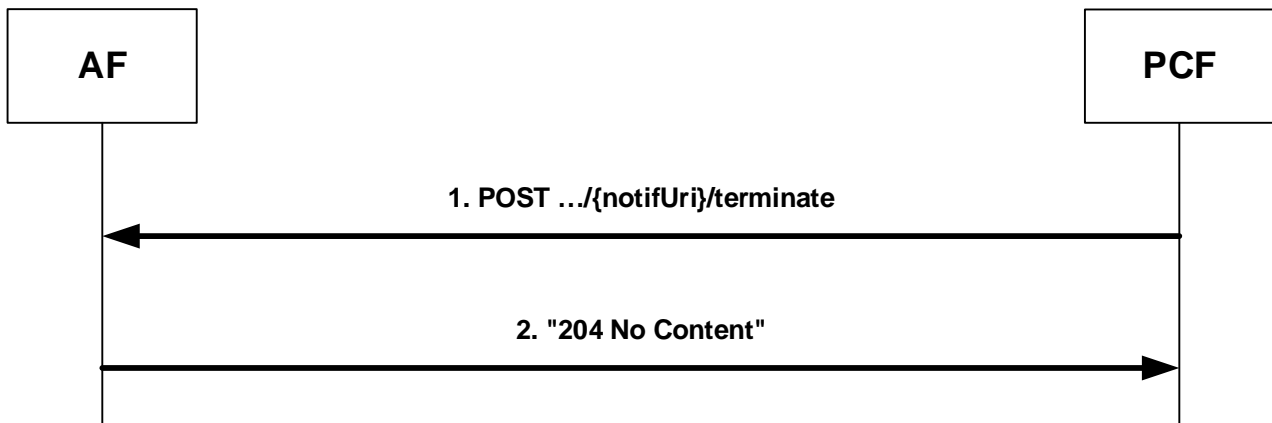 AF
PCF
1. POST …/{notifUri}/terminate
2. "204 No Content"